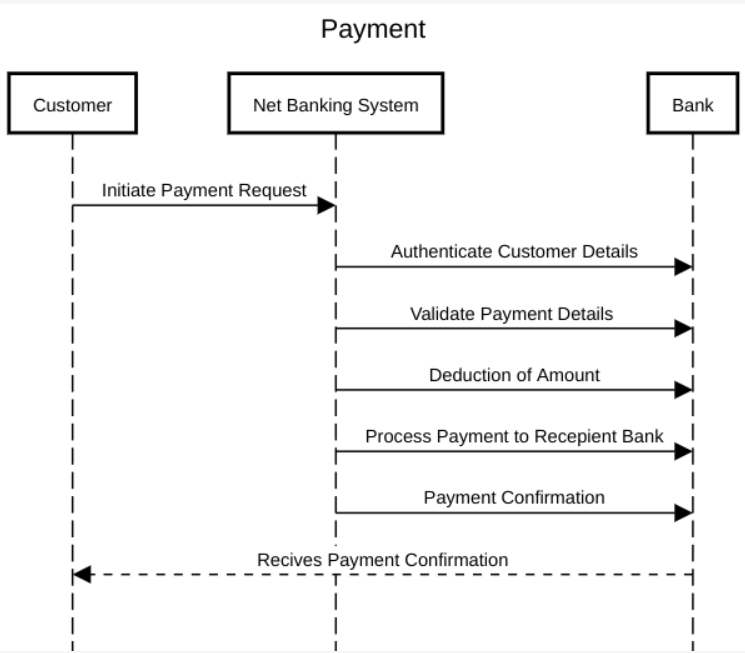 Payment
Customer
Net Banking System
Bank
Initiate Payment Request
Authenticate Customer Details
Validate Payment Details
Deduction of Amount
Process Payment to Recepient Bank
Payment Confirmation
Recives Payment Confirmation